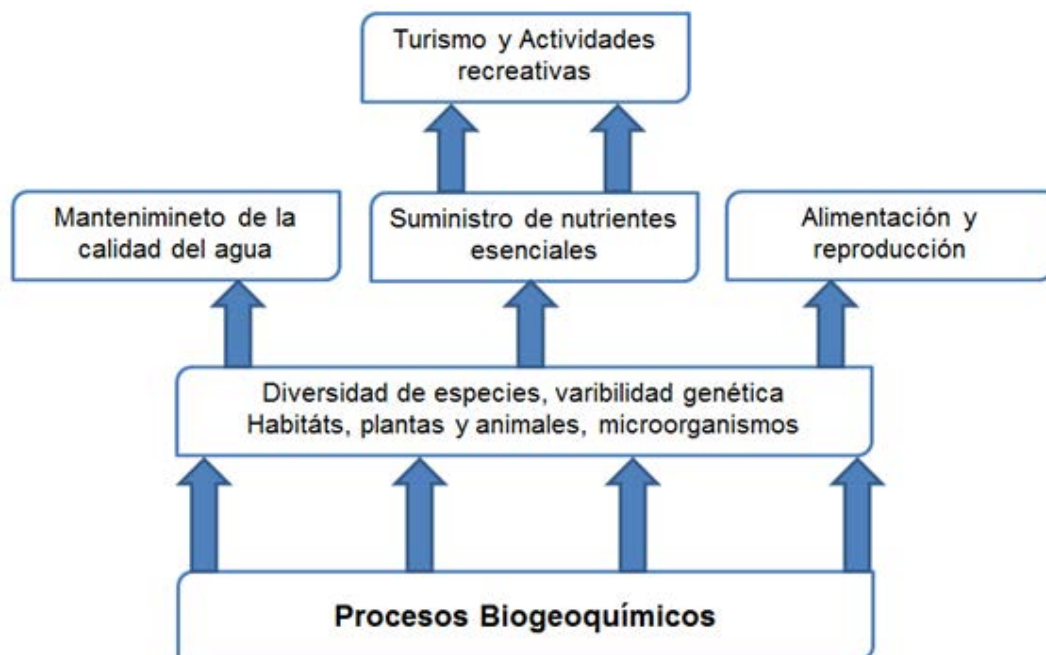 Turismo y Actividades
recreativas
Mantenimineto de la
calidad del agua
Suministro de nutrientes
esenciales
Alimentación y
reproducción
Diversidad de especies, varibilidad genética
Habitáts, plantas y animales, microorganismos
Procesos Biogeoquímicos